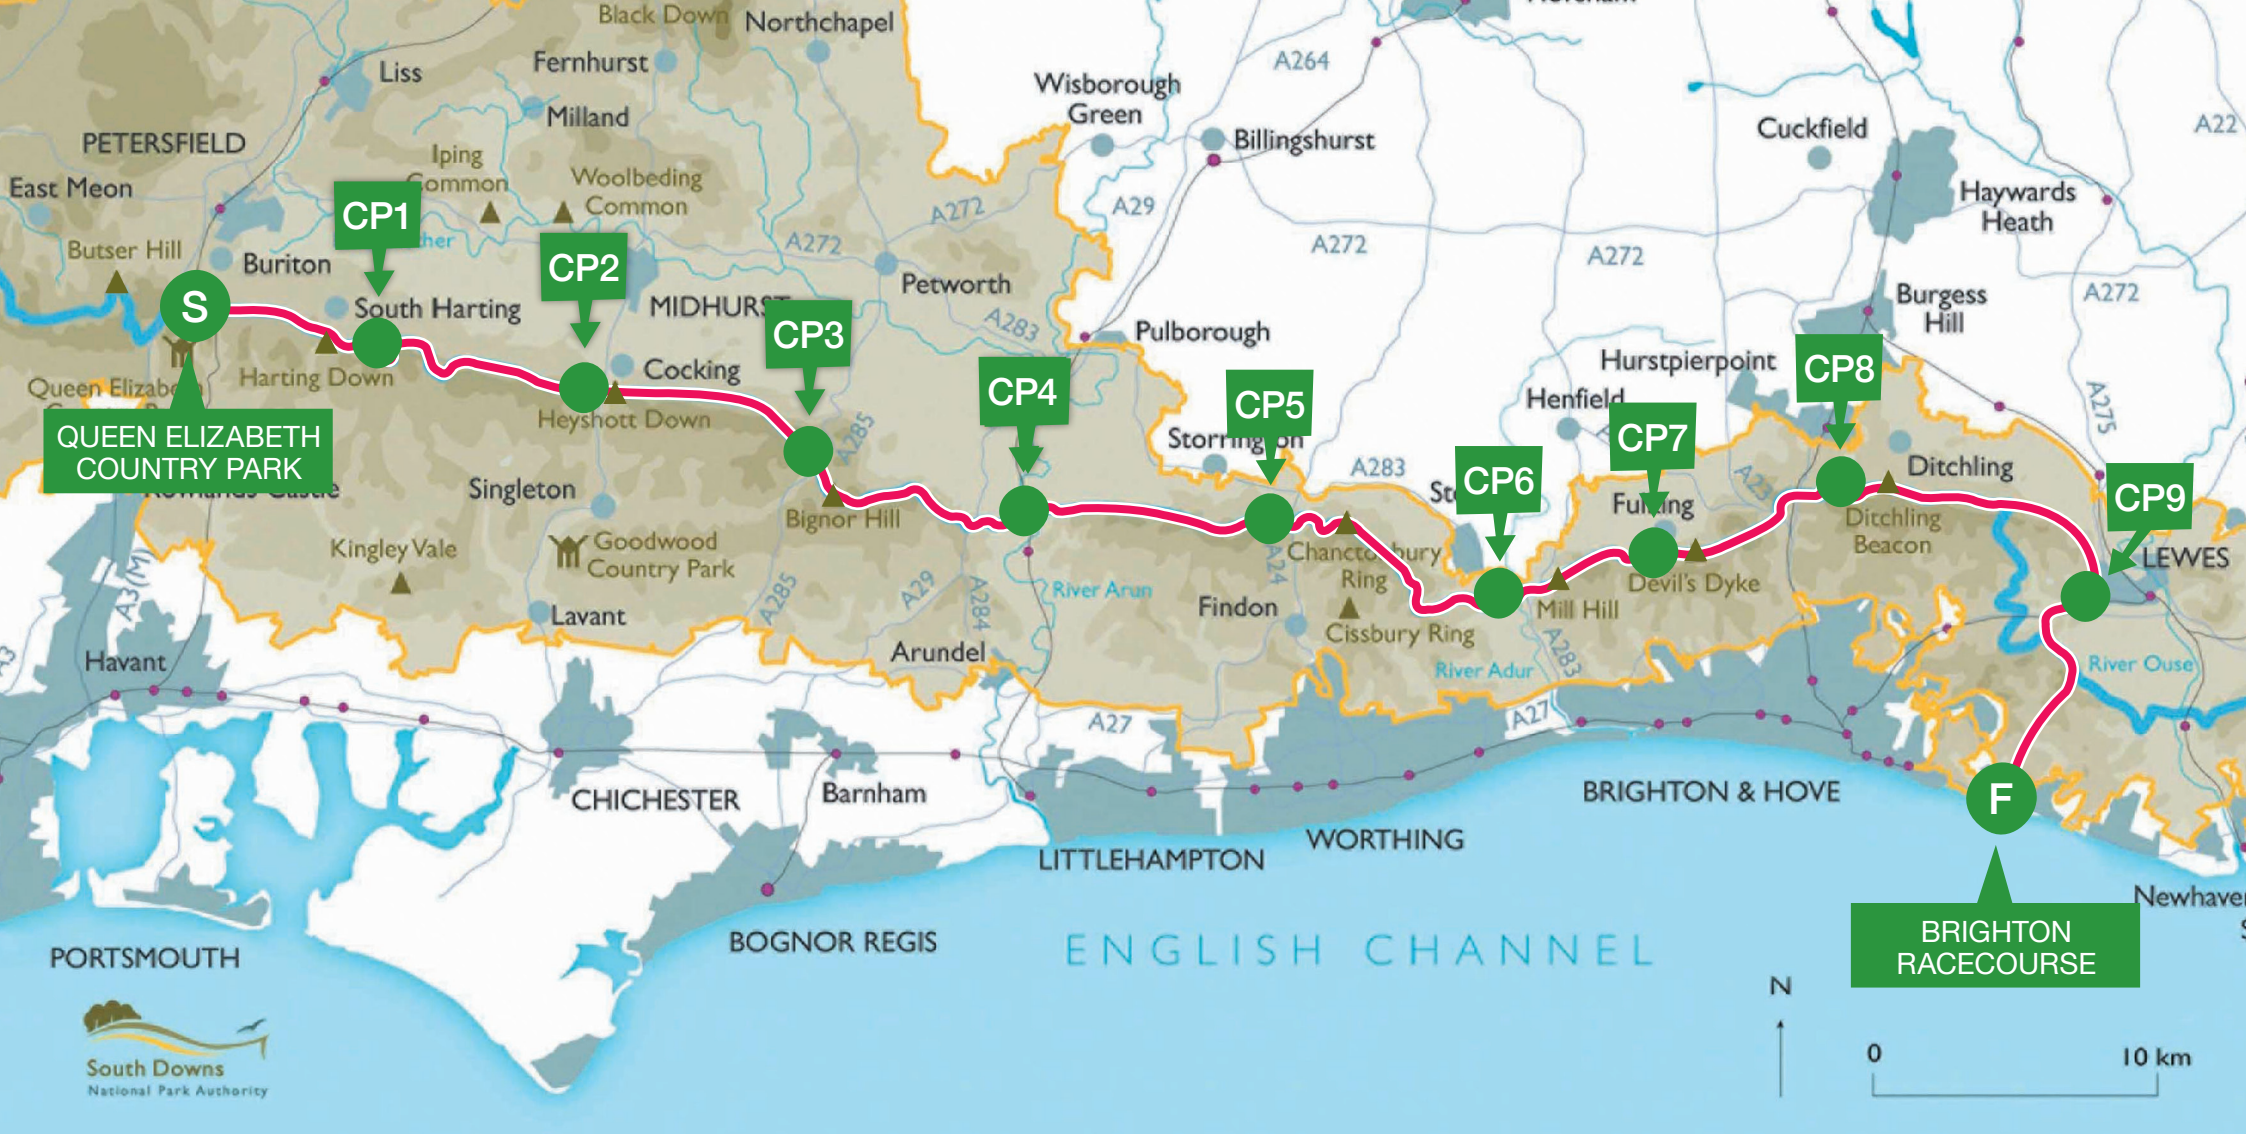 Black Down
Northchapel
Liss
Fernhurst
Milland
Wisborough
Green
A264
Billingshurst
Cuckfield
A22
PETERSFIELD
East Meon
Iping
Common
Woolbeding
Common
Haywards
Heath
CP1
A272
A29
A272
A272
A272
A272
Butser Hill
Buriton
CP2
Petworth
S
South Harting
MIDHURST
CP3
A283
Pulborough
Burgess
Hill
Hurstpierpoint
CP8
Harting Down
Cocking
CP4
CP5
Henfield
A275
Heyshott Down
A285
Storrington
CP7
QUEEN ELIZABETH
COUNTRY PARK
A283
CP6
A23
Ditchling
CP9
Singleton
Bignor Hill
Ditchling
Beacon
Kingley Vale
Goodwood
Country Park
Chanctonbury
Ring
A24
Devil's Dyke
LEWES
A3(M)
A285
A29
A284
River Arun
Findon
Mill Hill
Lavant
Cissbury Ring
A283
Havant
Arundel
River Adur
River Ouse
A3
A27
A27
CHICHESTER
Barnham
BRIGHTON & HOVE
F
LITTLEHAMPTON
WORTHING
PORTSMOUTH
BOGNOR REGIS
ENGLISH CHANNEL
BRIGHTON
RACECOURSE
N
0
10 km
South Downs
National Park Authority